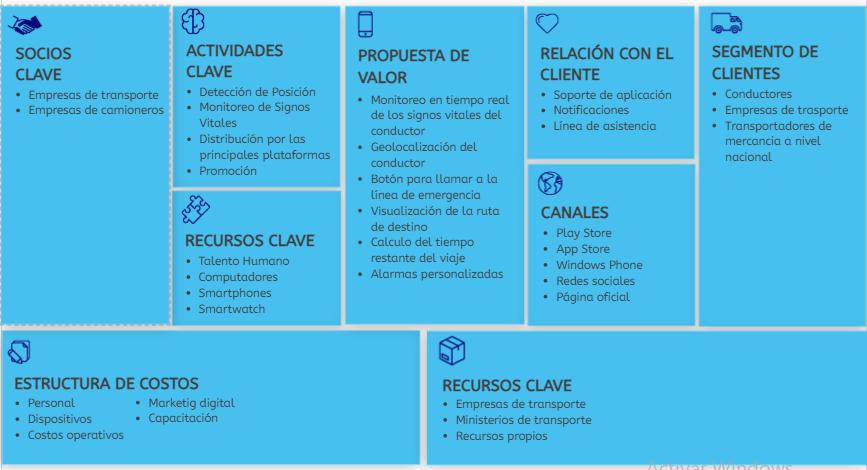 SOCIOS
CLAVE
• Empresas de transporte
• Empresas de camioneros
ACTIVIDADES
CLAVE
• Detección de Posición
• Monitoreo de Signos
Vitales
• Distribución por las
principales plataformas
• Promoción
RECURSOS CLAVE
• Talento Humano
• Computadores
• Smartphones
• Smartwatch
PROPUESTA DE
VALOR
• Monitoreo en tiempo real
de los signos vitales del
conductor
• Geolocalización del
conductor
• Botón para llamar a la
línea de emergencia
• Visualización de la ruta
de destino
• Calculo del tiempo
restante del viaje
• Alarmas personalizadas
RELACIÓN CON EL
CLIENTE
• Soporte de aplicación
• Notificaciones
• Línea de asistencia
CANALES
• Play Store
• App Store
• Windows Phone
• Redes sociales
• Página oficial
SEGMENTO DE
CLIENTES
• Conductores
• Empresas de trasporte
• Transportadores de
mercancia a nivel
nacional
ESTRUCTURA DE COSTOS
• Personal
• Dispositivos
• Costos operativos
• Marketig digital
• Capacitación
RECURSOS CLAVE
• Empresas de transporte
• Ministerios de transporte
• Recursos propios
Activar Windows